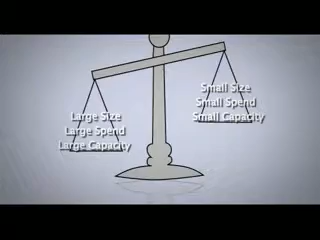 Large Size
Large Spend
Large Capacity
Small Size
Small Spend
Small Capacity